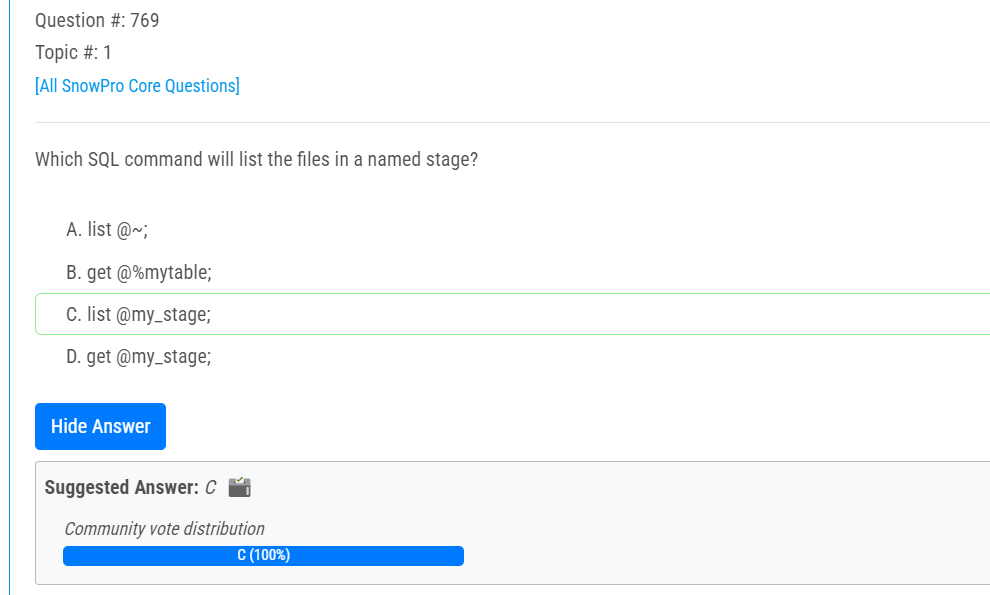 Question #: 769
Topic #: 1
[All SnowPro Core Questions]
Which SQL command will list the files in a named stage?
A. list @~;
B. get @%mytable;
C. list @my_stage;
D. get @my_stage;
Hide Answer
Suggested Answer: C
Community vote distribution
C (100%)